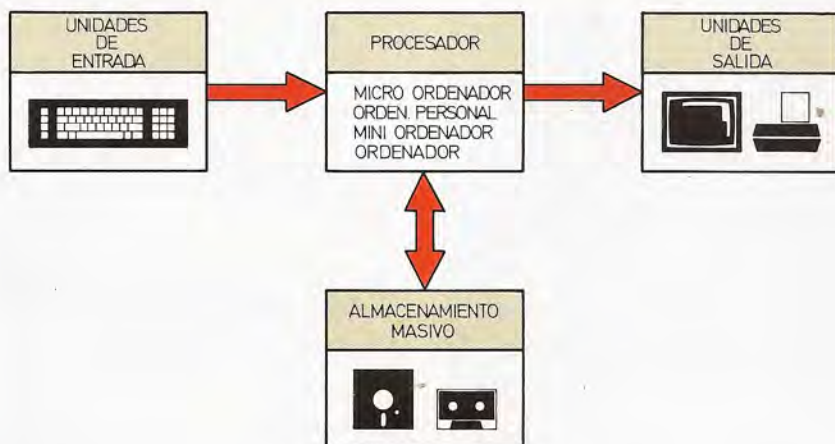 UNIDADES
DE
ENTRADA
PROCESADOR
MICRO ORDENADOR
ORDEN. PERSONAL
MINI ORDENADOR
ORDENADOR
UNIDADES
DE
SALIDA
ALMACENAMIENTO
MASIVO